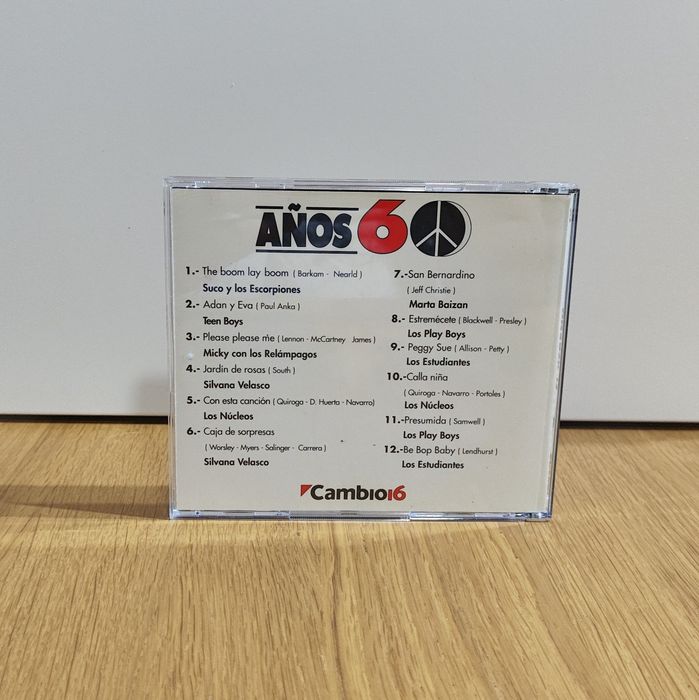 AÑOS 60
1.- The boom lay boom ( Barkam - Nearld )
Suco y los Escorpiones
2.- Adan y Eva ( Paul Anka )
Teen Boys
3.- Please please me ( Lennon - McCartney James )
Micky con los Relámpagos
4.- Jardin de rosas ( South )
Silvana Velasco
5.- Con esta canción ( Quiroga - D. Huerta - Navarro)
Los Núcleos
6.- Caja de sorpresas
( Worsley - Myers - Salinger - Carrera )
Silvana Velasco
7.-San Bernardino
( Jeff Christie )
Marta Baizan
8.- Estremécete ( Blackwell - Presley )
Los Play Boys
9.- Peggy Sue ( Allison - Petty )
Los Estudiantes
10.-Calla niña
( Quiroga - Navarro - Portoles )
Los Núcleos
11.-Presumida ( Samwell )
Los Play Boys
12.-Be Bop Baby ( Lendhurst )
Los Estudiantes
Cambio16